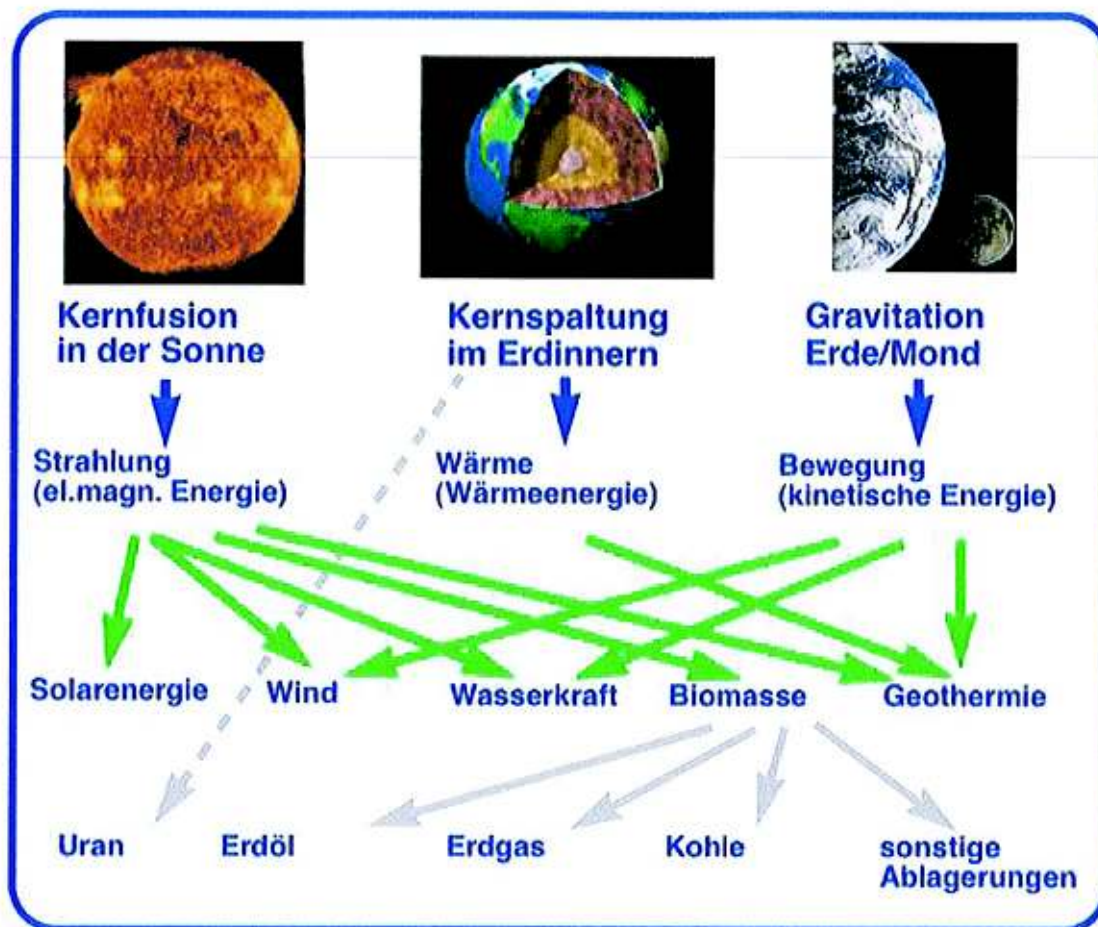 Kernfusion
in der Sonne
Kernspaltung
im Erdinnern
Gravitation
Erde/Mond
Strahlung
(el.magn. Energie)
Wärme
(Wärmeenergie)
Bewegung
(kinetische Energie)
Solarenergie
Wind
Wasserkraft
Biomasse
Geothermie
Uran
Erdöl
Erdgas
Kohle
sonstige
Ablagerungen